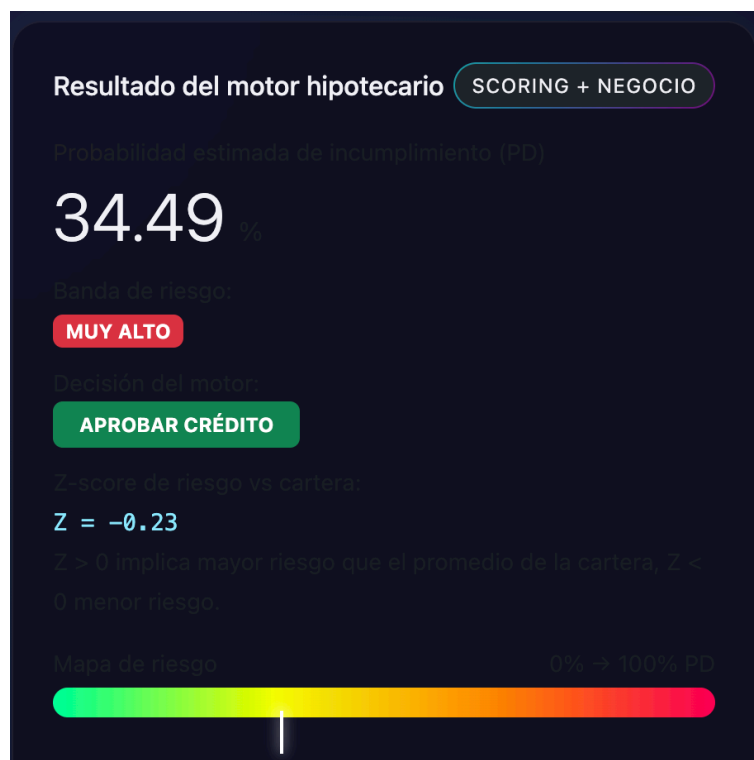 Resultado del motor hipotecario SCORING + NEGOCIO
Probabilidad estimada de incumplimiento (PD)
34.49 %
Banda de riesgo:
MUY ALTO
Decisión del motor:
APROBAR CRÉDITO
Z-score de riesgo vs cartera:
Z = −0.23
Z > 0 implica mayor riesgo que el promedio de la cartera, Z <
0 menor riesgo.
Mapa de riesgo 0% → 100% PD